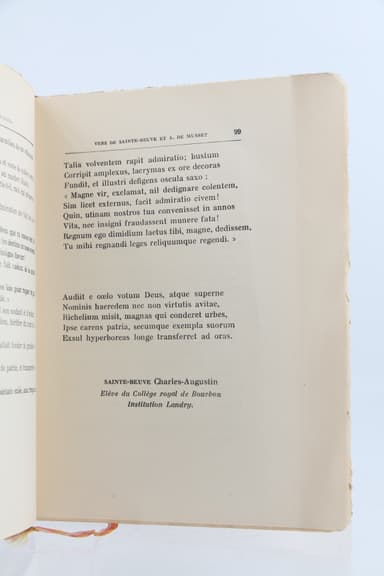 VERS DE SAINTE-BEUVE ET A. DE MUSSET 99
Talia volventem rapit admiratio; bustum
Corripit amplexus, lacrymas ex ore decoras
Fundit, et illustri defigens oscula saxo :
« Magne vir, exclamat, nil dedignare colentem,
Sim licet externus, facit admiratio civem !
Quin, utinam nostros tua convenisset in annos
Vita, nec insigni fraudassent munere fata !
Regnum ego dimidium lactus tibi, magne, dedissem,
Tu mihi regnandi leges reliquumque regendi. »
Audiit e cœlo votum Deus, atque superne
Nominis haeredem nec non virtutis avitae,
Richelium misit, magnas qui conderet urbes,
Ipse carens patria, secumque exempla suorum
Exsul hyperboreas longe transferret ad oras.
SAINTE-BEUVE Charles-Augustin
Elève du Collège royal de Bourbon
Institution Landry.